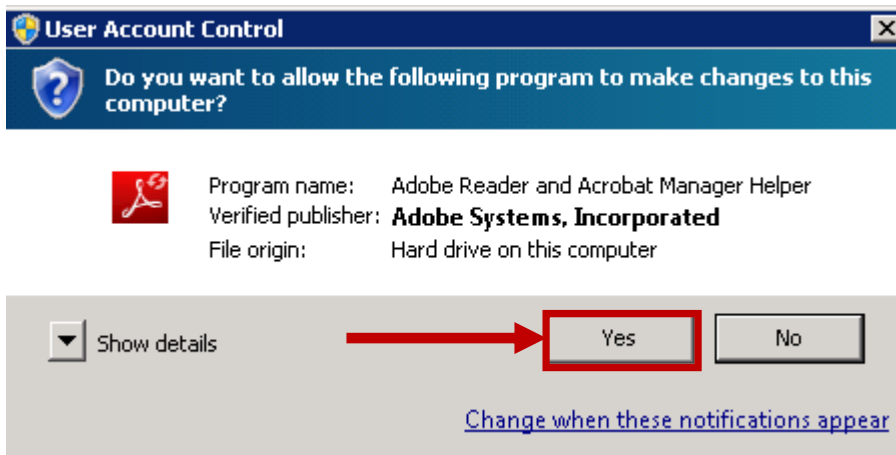 User Account Control
Do you want to allow the following program to make changes to this
computer?
Program name: Adobe Reader and Acrobat Manager Helper
Verified publisher: Adobe Systems, Incorporated
File origin: Hard drive on this computer
Show details
Yes
No
Change when these notifications appear